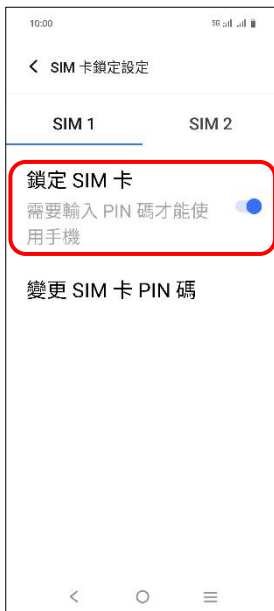 10:00 5G
SIM 卡鎖定設定
SIM 1 SIM 2
鎖定 SIM 卡
需要輸入 PIN 碼才能使
用手機
變更 SIM 卡 PIN 碼